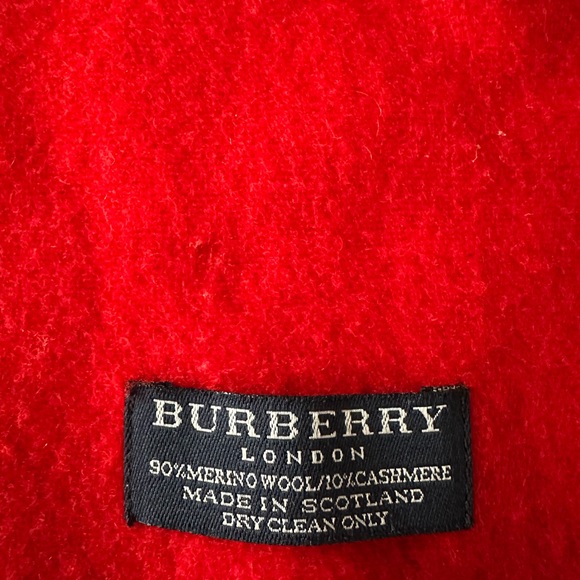 BURBERRY
LONDON
90%MERINO WOOL/10%CASHMERE
MADE IN SCOTLAND
DRY CLEAN ONLY